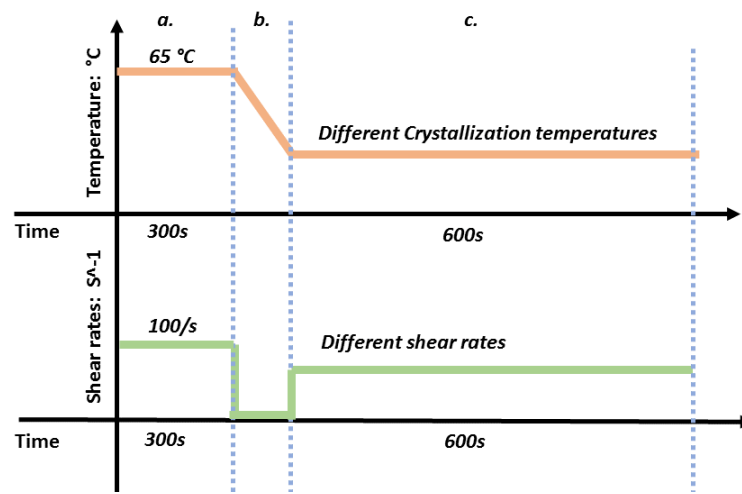 a. b. c.
65 °C
Different Crystallization temperatures
Temperature: °C
Time 300s 600s
100/s
Different shear rates
Shear rates: S^-1
Time 300s 600s